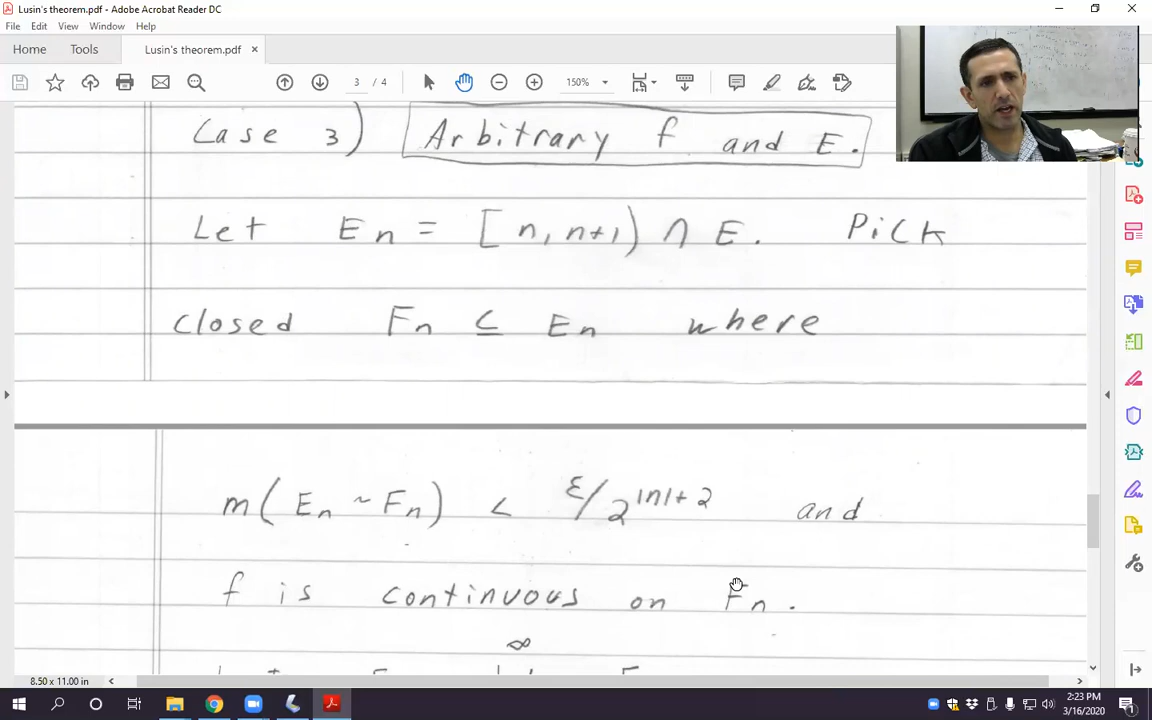 Lusin's theorem.pdf - Adobe Acrobat Reader DC
File Edit View Window Help
Home Tools Lusin's theorem.pdf ×
3 / 4 150%
Case 3) Arbitrary f and E.
Let En = [n, n+1) ∩ E. Pick
closed Fn ⊆ En where
m(En ~ Fn) < ε/2^|n|+2 and
f is continuous on Fn.
∞
8.50 x 11.00 in
2:23 PM
3/16/2020